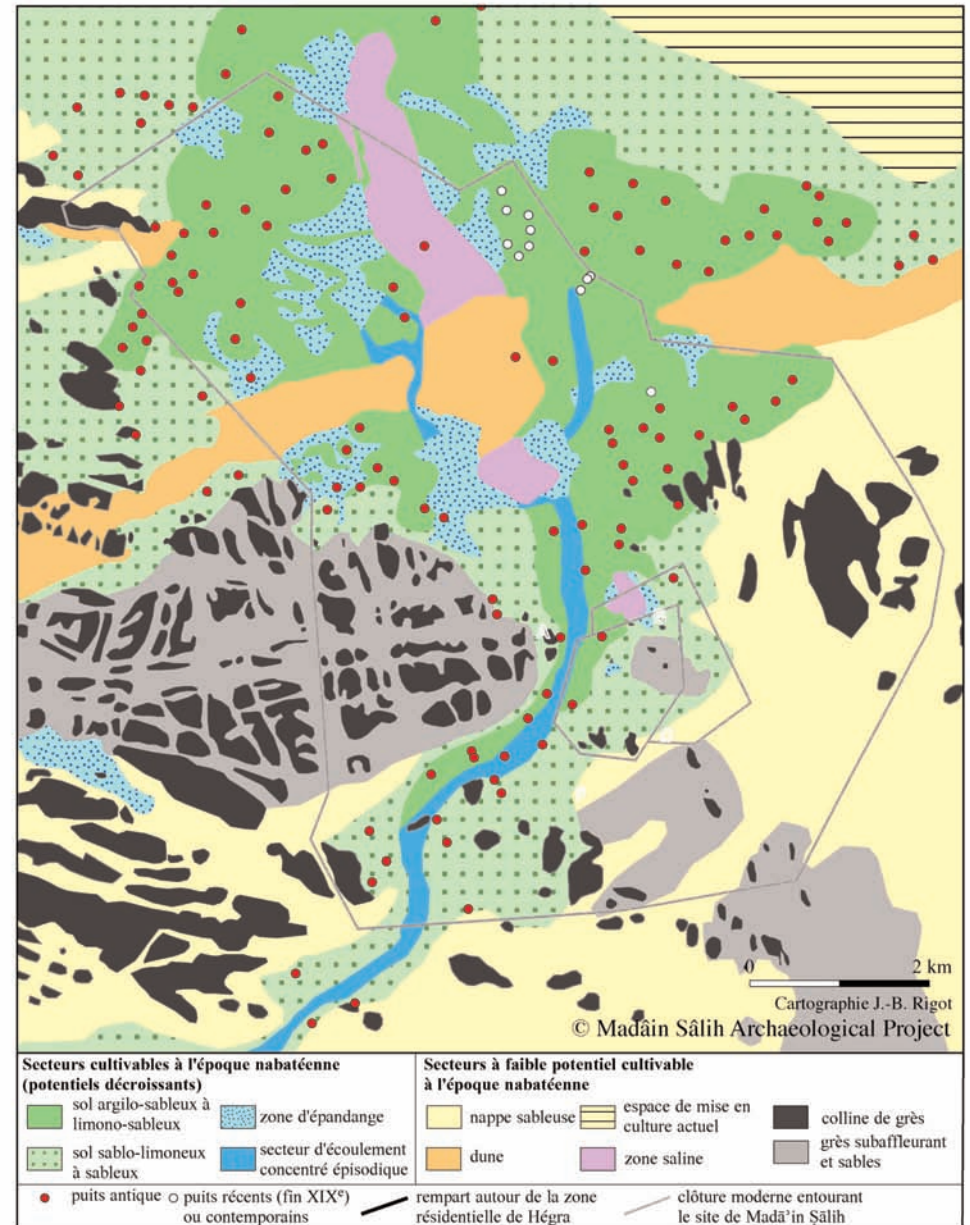 0 2 km
Cartographie J.-B. Rigot
© Madâin Sâlih Archaeological Project
Secteurs cultivables à l'époque nabatéenne
(potentiels décroissants)
sol argilo-sableux à
limono-sableux
zone d'épandange
sol sablo-limoneux
à sableux
secteur d'écoulement
concentré épisodique
Secteurs à faible potentiel cultivable
à l'époque nabatéenne
nappe sableuse
espace de mise en
culture actuel
colline de grès
dune
zone saline
grès subaffleurant
et sables
puits antique
puits récents (fin XIXe)
ou contemporains
rempart autour de la zone
résidentielle de Hégra
clôture moderne entourant
le site de Madā'in Ṣāliḥ